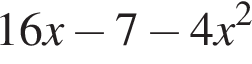 16x − 7 − 4x²